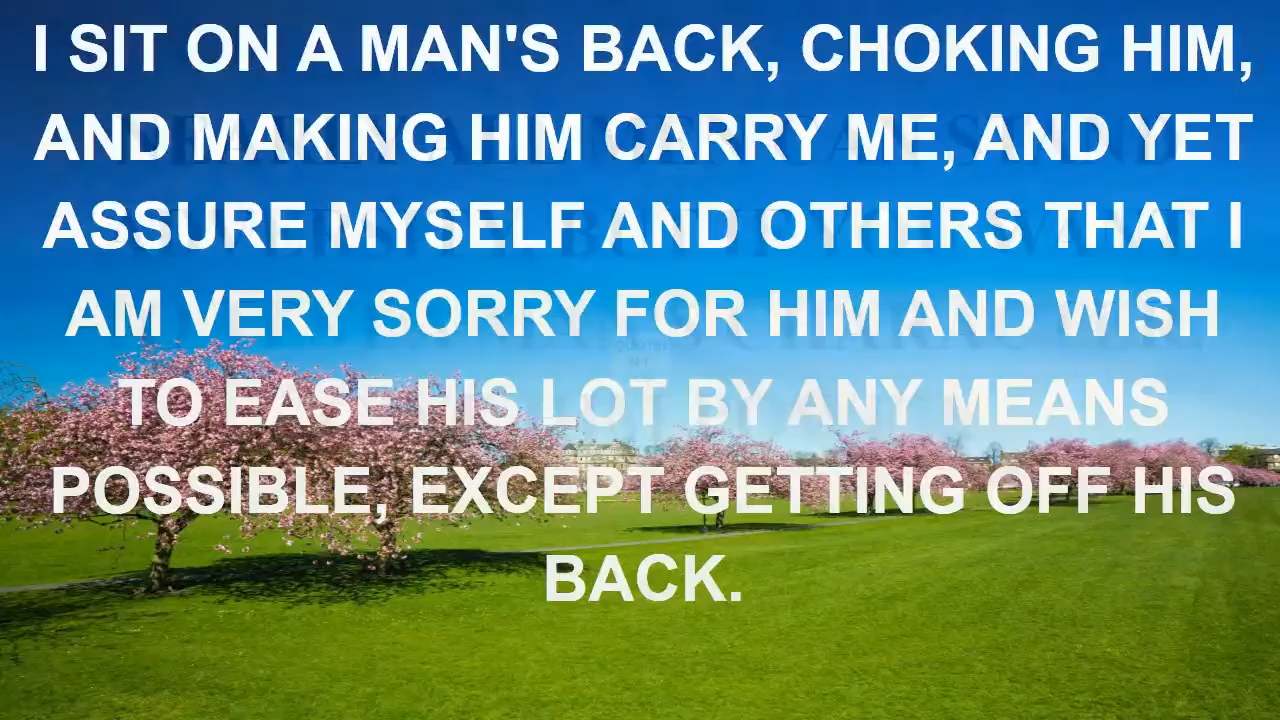 I SIT ON A MAN'S BACK, CHOKING HIM,
AND MAKING HIM CARRY ME, AND YET
ASSURE MYSELF AND OTHERS THAT I
AM VERY SORRY FOR HIM AND WISH
TO EASE HIS LOT BY ANY MEANS
POSSIBLE, EXCEPT GETTING OFF HIS
BACK.